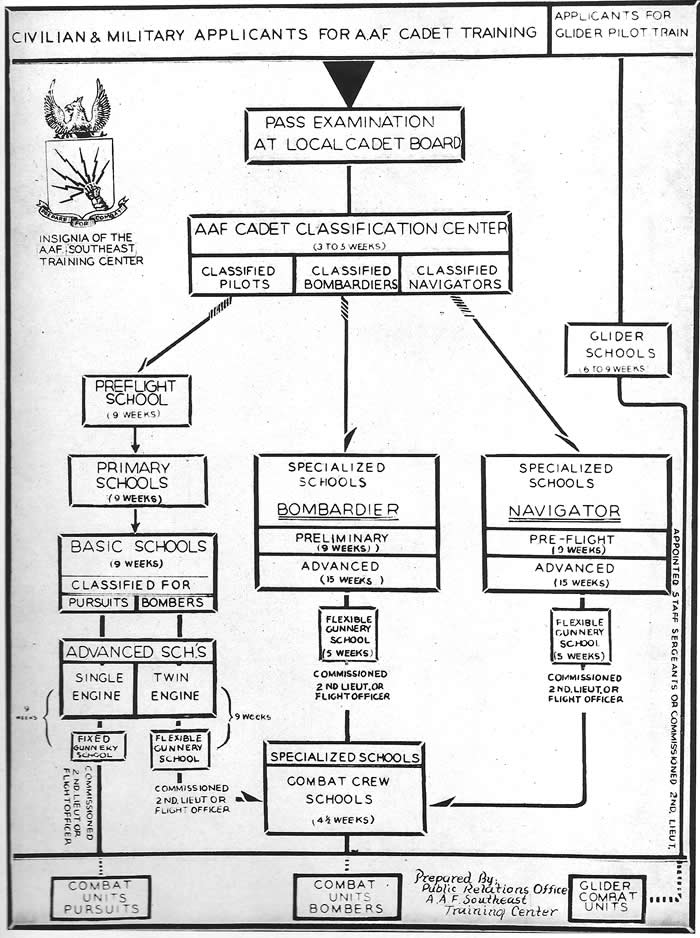 CIVILIAN & MILITARY APPLICANTS FOR A.A.F. CADET TRAINING
APPLICANTS FOR
GLIDER PILOT TRAIN
PASS EXAMINATION
AT LOCAL CADET BOARD
PREPARE FOR COMBAT
INSIGNIA OF THE
A.A.F. SOUTHEAST
TRAINING CENTER
AAF CADET CLASSIFICATION CENTER
(3 TO 5 WEEKS)
CLASSIFIED
PILOTS
CLASSIFIED
BOMBARDIERS
CLASSIFIED
NAVIGATORS
GLIDER
SCHOOLS
(6 TO 9 WEEKS)
PREFLIGHT
SCHOOL
(9 WEEKS)
PRIMARY
SCHOOLS
(9 WEEKS)
BASIC SCHOOLS
(9 WEEKS)
CLASSIFIED FOR
PURSUITS
BOMBERS
ADVANCED SCH'S
SINGLE
ENGINE
TWIN
ENGINE
9
WEEKS
9 WEEKS
FIXED
GUNNERY
SCHOOL
FLEXIBLE
GUNNERY
SCHOOL
COMMISSIONED
2ND. LIEUT. OR
FLIGHT OFFICER
COMMISSIONED
2ND. LIEUT. OR
FLIGHT OFFICER
SPECIALIZED
SCHOOLS
BOMBARDIER
PRELIMINARY
(9 WEEKS))
ADVANCED
(15 WEEKS)
FLEXIBLE
GUNNERY
SCHOOL
(5 WEEKS)
COMMISSIONED
2ND. LIEUT. OR
FLIGHT OFFICER
SPECIALIZED
SCHOOLS
NAVIGATOR
PRE-FLIGHT
(9 WEEKS)
ADVANCED
(15 WEEKS)
FLEXIBLE
GUNNERY
SCHOOL
(5 WEEKS)
COMMISSIONED
2ND. LIEUT. OR
FLIGHT OFFICER
SPECIALIZED SCHOOLS
COMBAT CREW
SCHOOLS
(4½ WEEKS)
APPOINTED STAFF SERGEANTS OR COMMISSIONED 2ND. LIEUT.
COMBAT
UNITS
PURSUITS
COMBAT
UNITS
BOMBERS
Prepared By:
Public Relations Office
A.A.F. Southeast
Training Center
GLIDER
COMBAT
UNITS